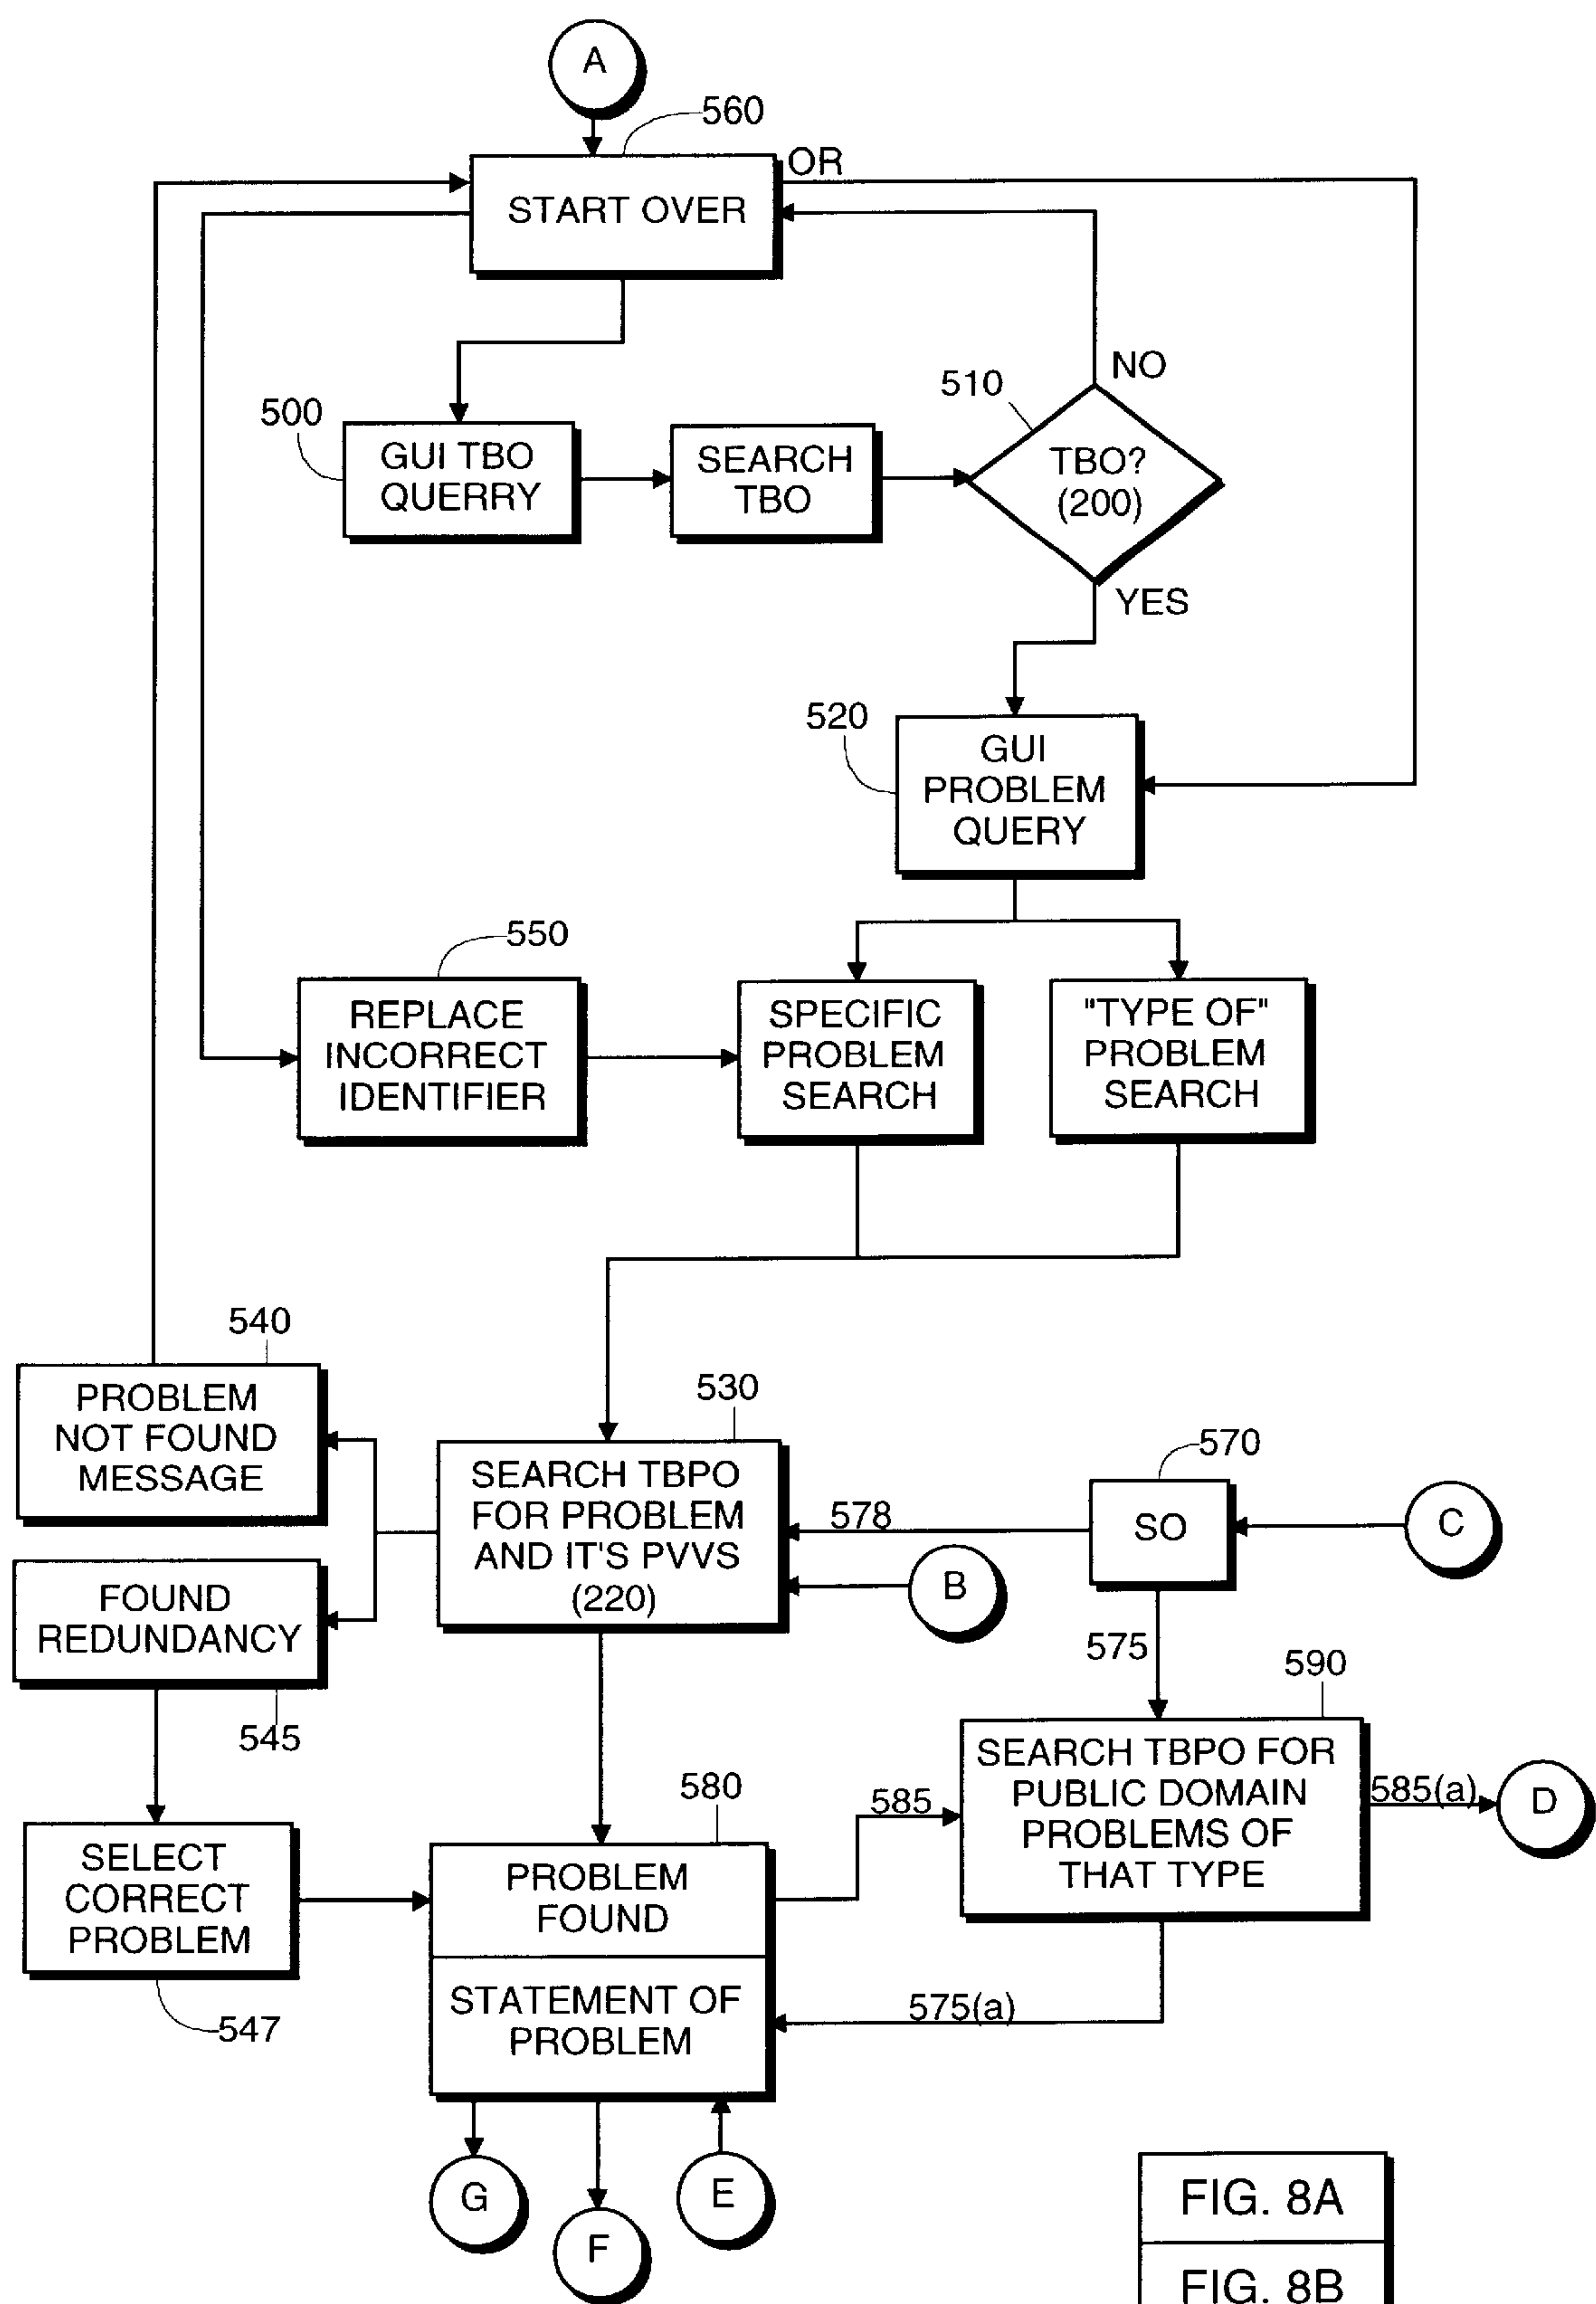 A
560
OR
START OVER
NO
510
500
GUI TBO
QUERRY
SEARCH
TBO
TBO?
(200)
YES
520
GUI
PROBLEM
QUERY
550
REPLACE
INCORRECT
IDENTIFIER
SPECIFIC
PROBLEM
SEARCH
"TYPE OF"
PROBLEM
SEARCH
540
PROBLEM
NOT FOUND
MESSAGE
530
SEARCH TBPO
FOR PROBLEM
AND IT'S PVVS
(220)
578
570
SO
C
B
FOUND
REDUNDANCY
545
575
590
SEARCH TBPO FOR
PUBLIC DOMAIN
PROBLEMS OF
THAT TYPE
585(a)
D
580
585
SELECT
CORRECT
PROBLEM
547
PROBLEM
FOUND
STATEMENT OF
PROBLEM
575(a)
G
F
E
FIG. 8A
FIG. 8B